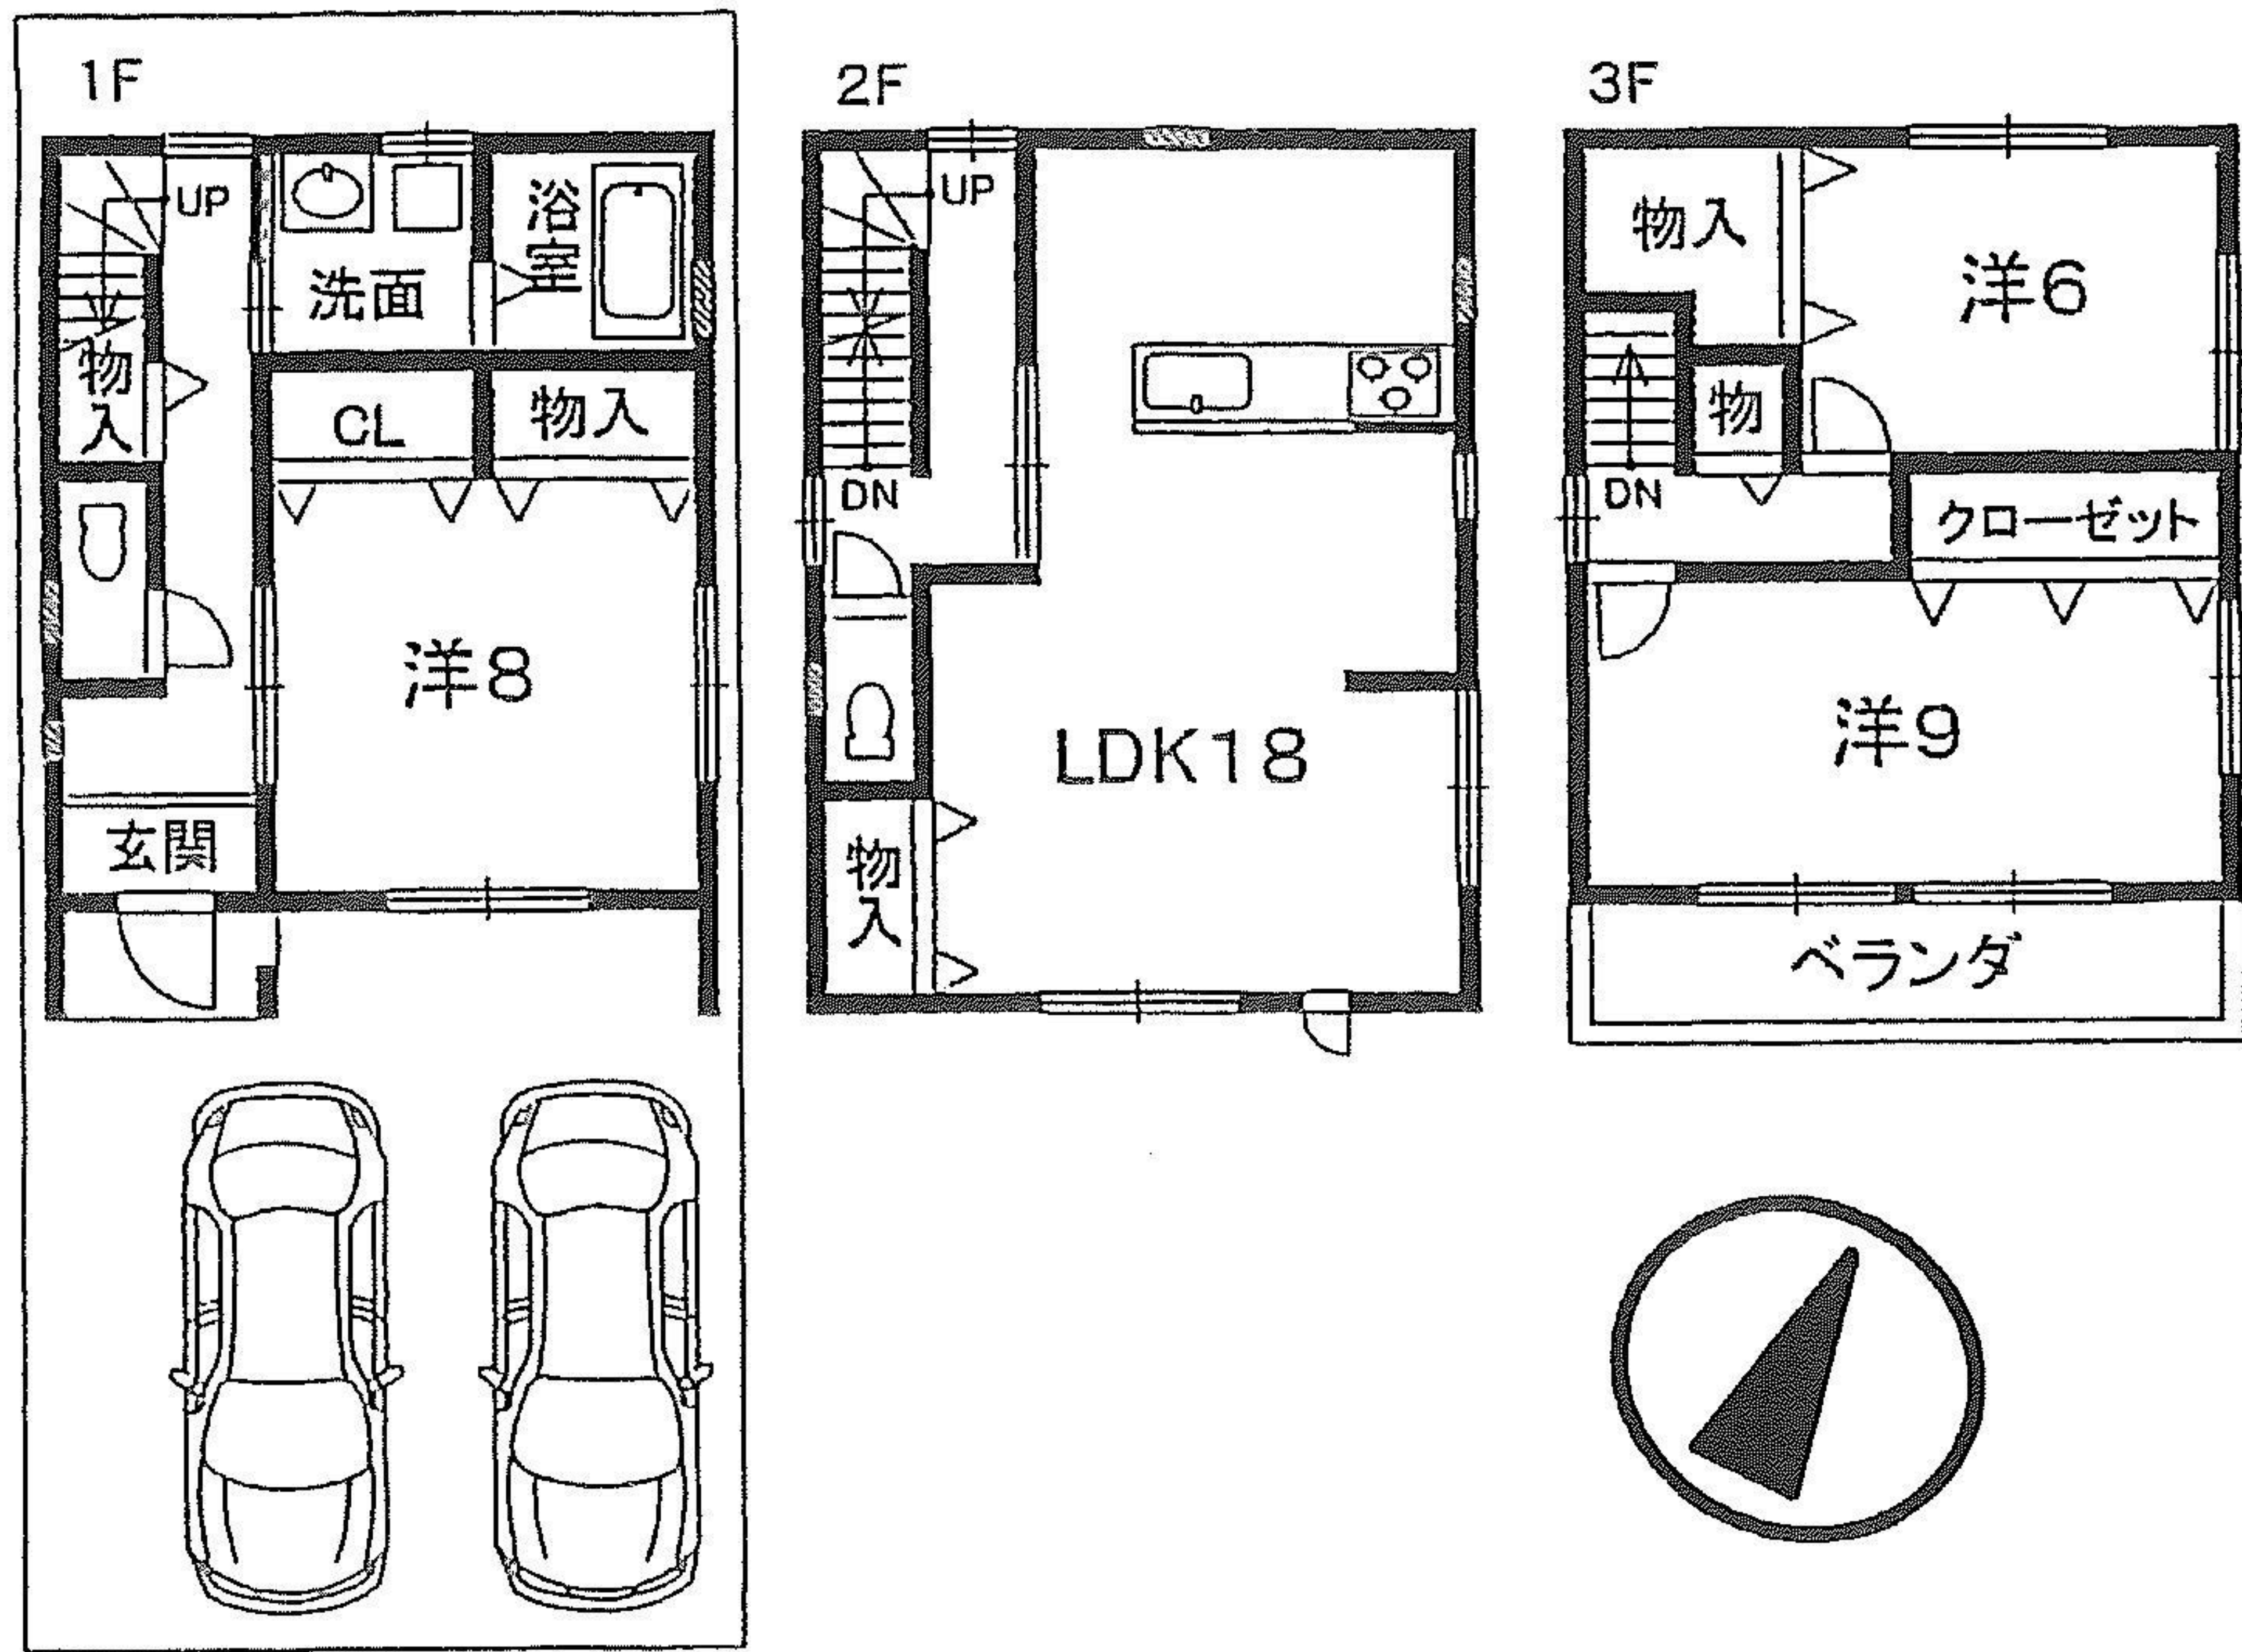 1F
UP
浴室
洗面
物入
CL
物入
洋8
玄関
2F
UP
DN
LDK18
物入
3F
物入
洋6
物
DN
クローゼット
洋9
ベランダ